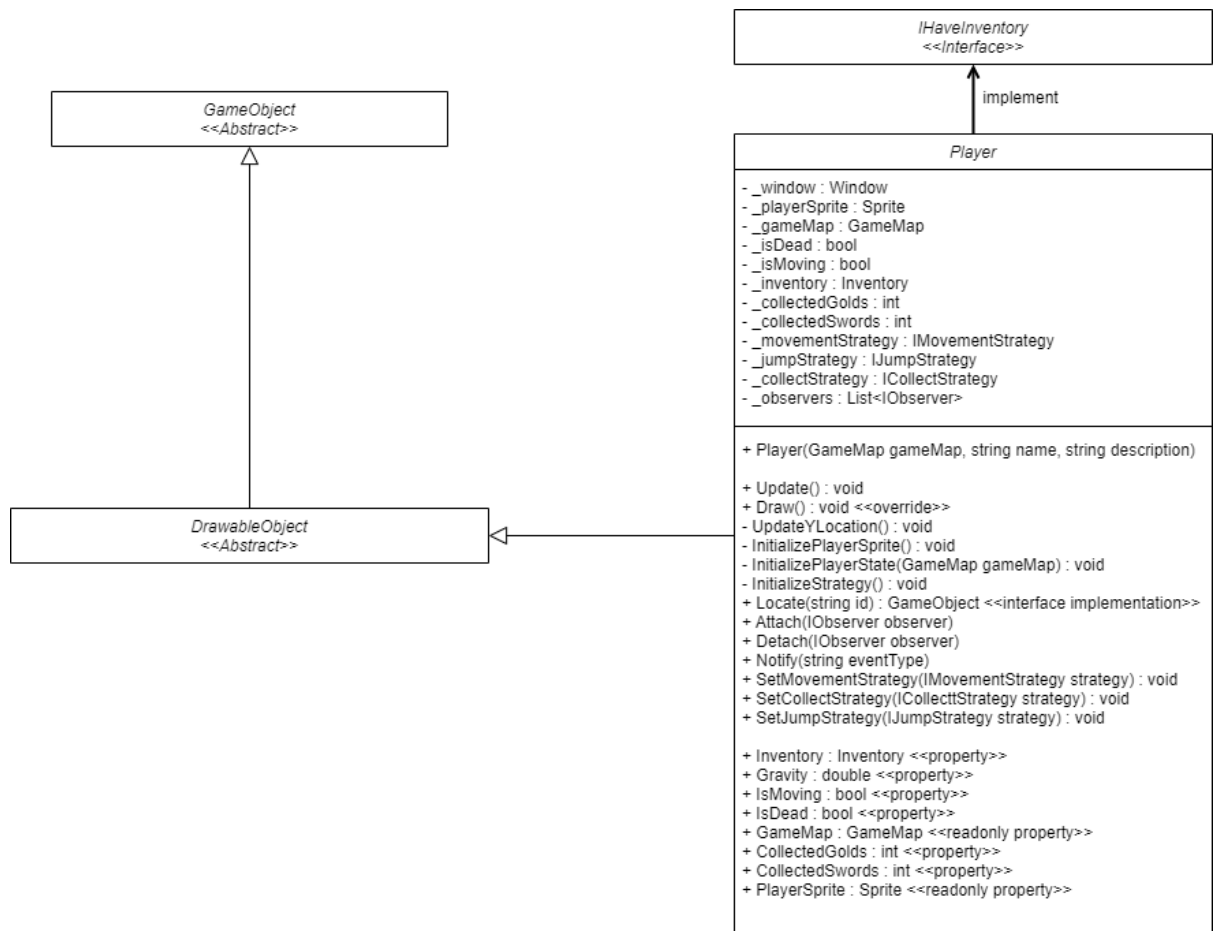 IHaveInventory
<<Interface>>
implement
GameObject
<<Abstract>>
Player
- _window : Window
- _playerSprite : Sprite
- _gameMap : GameMap
- _isDead : bool
- _isMoving : bool
- _inventory : Inventory
- _collectedGolds : int
- _collectedSwords : int
- _movementStrategy : IMovementStrategy
- _jumpStrategy : IJumpStrategy
- _collectStrategy : ICollectStrategy
- _observers : List<IObserver>
+ Player(GameMap gameMap, string name, string description)
+ Update() : void
+ Draw() : void <<override>>
- UpdateYLocation() : void
- InitializePlayerSprite() : void
- InitializePlayerState(GameMap gameMap) : void
- InitializeStrategy() : void
+ Locate(string id) : GameObject <<interface implementation>>
+ Attach(IObserver observer)
+ Detach(IObserver observer)
+ Notify(string eventType)
+ SetMovementStrategy(IMovementStrategy strategy) : void
+ SetCollectStrategy(ICollecttStrategy strategy) : void
+ SetJumpStrategy(IJumpStrategy strategy) : void
+ Inventory : Inventory <<property>>
+ Gravity : double <<property>>
+ IsMoving : bool <<property>>
+ IsDead : bool <<property>>
+ GameMap : GameMap <<readonly property>>
+ CollectedGolds : int <<property>>
+ CollectedSwords : int <<property>>
+ PlayerSprite : Sprite <<readonly property>>
DrawableObject
<<Abstract>>